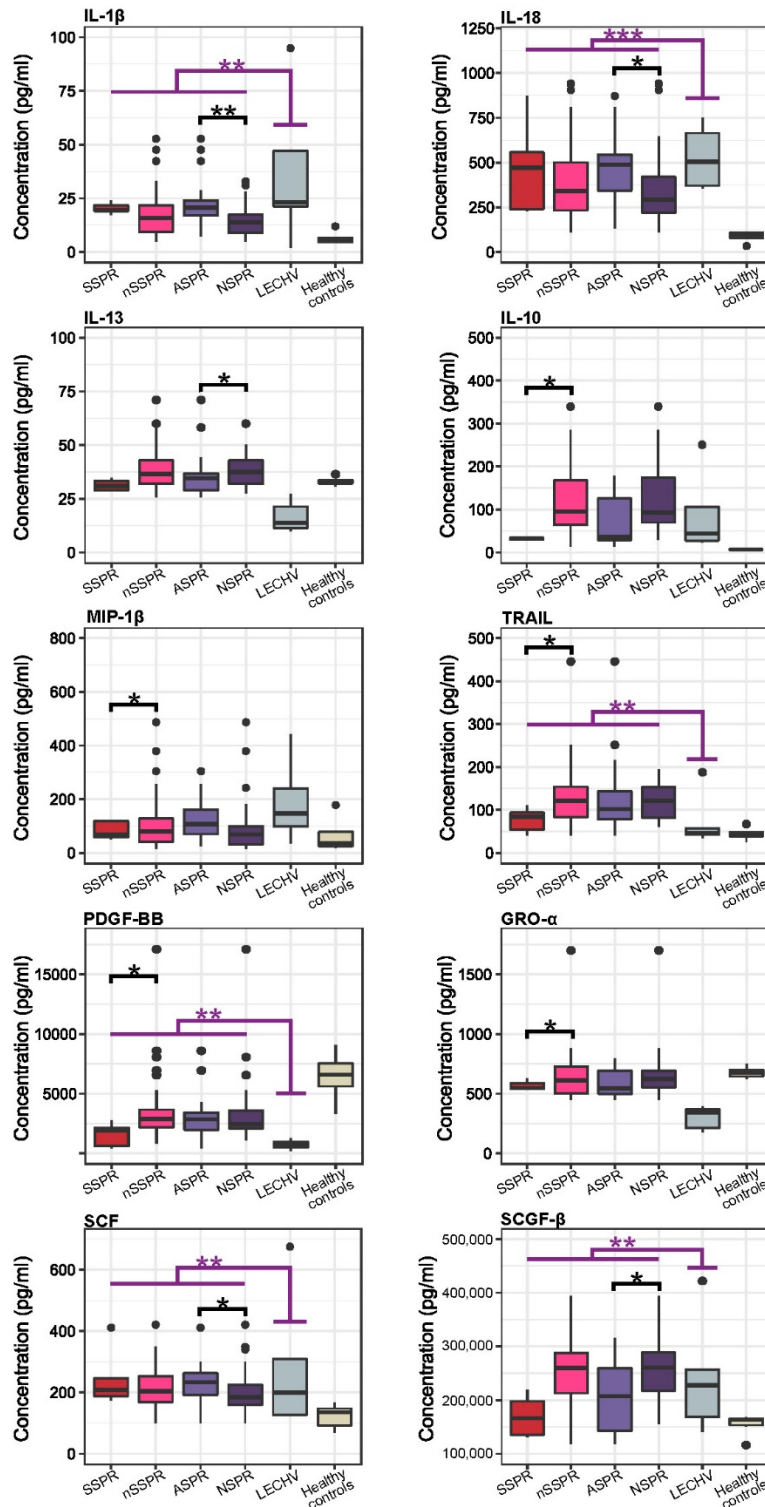 IL-1β
Concentration (pg/ml)
100
75
50
25
0
**
**
SSPR
nSSPR
ASPR
NSPR
LECHV
Healthy controls
IL-18
Concentration (pg/ml)
1250
1000
750
500
250
0
***
*
SSPR
nSSPR
ASPR
NSPR
LECHV
Healthy controls
IL-13
Concentration (pg/ml)
100
75
50
25
0
*
SSPR
nSSPR
ASPR
NSPR
LECHV
Healthy controls
IL-10
Concentration (pg/ml)
500
400
300
200
100
0
*
SSPR
nSSPR
ASPR
NSPR
LECHV
Healthy controls
MIP-1β
Concentration (pg/ml)
800
600
400
200
0
*
SSPR
nSSPR
ASPR
NSPR
LECHV
Healthy controls
TRAIL
Concentration (pg/ml)
500
400
300
200
100
0
*
**
SSPR
nSSPR
ASPR
NSPR
LECHV
Healthy controls
PDGF-BB
Concentration (pg/ml)
15000
10000
5000
*
**
SSPR
nSSPR
ASPR
NSPR
LECHV
Healthy controls
GRO-α
Concentration (pg/ml)
1500
1000
500
0
*
SSPR
nSSPR
ASPR
NSPR
LECHV
Healthy controls
SCF
Concentration (pg/ml)
600
400
200
0
**
*
SSPR
nSSPR
ASPR
NSPR
LECHV
Healthy controls
SCGF-β
Concentration (pg/ml)
500,000
400,000
300,000
200,000
100,000
**
*
SSPR
nSSPR
ASPR
NSPR
LECHV
Healthy controls